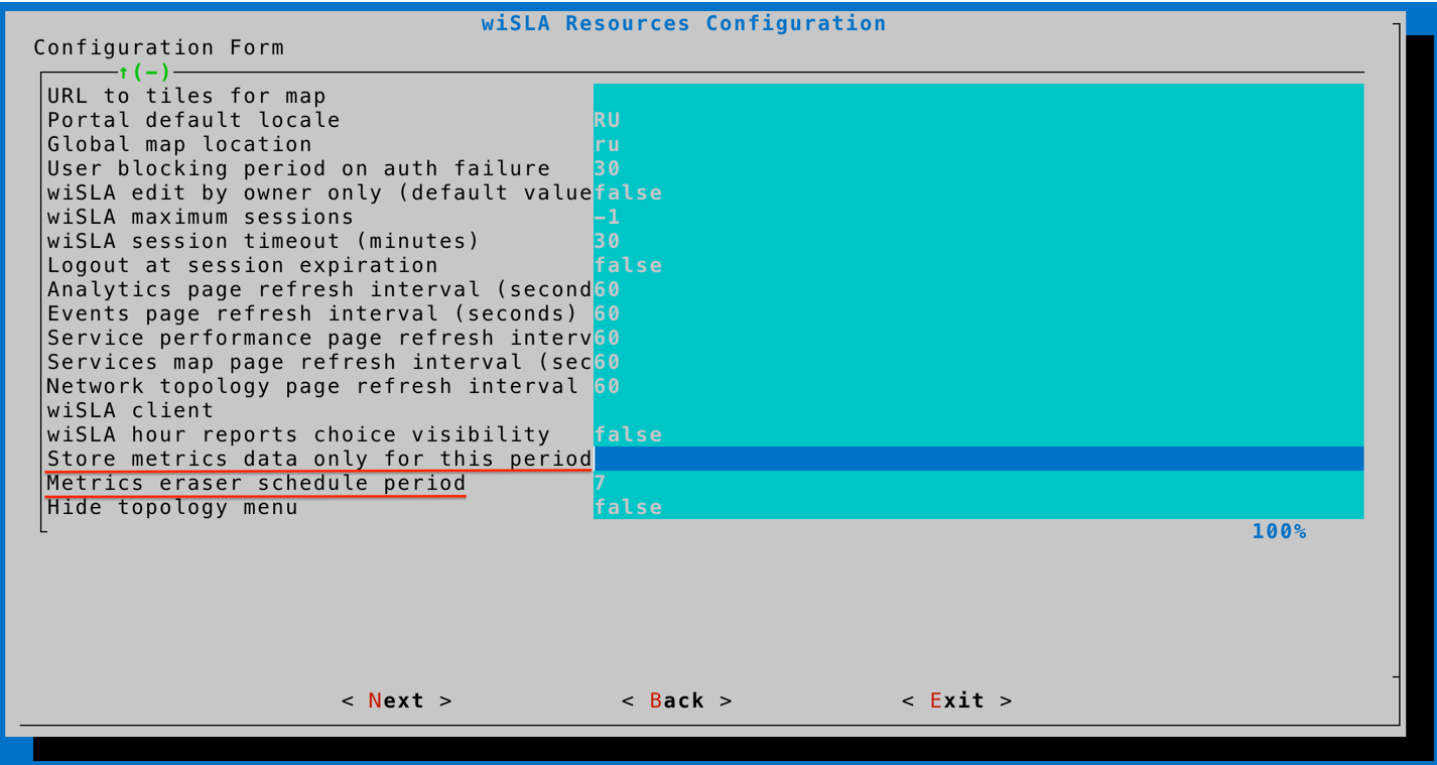 wiSLA Resources Configuration
Configuration Form
↑(-)
URL to tiles for map
Portal default locale RU
Global map location ru
User blocking period on auth failure 30
wiSLA edit by owner only (default value false
wiSLA maximum sessions -1
wiSLA session timeout (minutes) 30
Logout at session expiration false
Analytics page refresh interval (second 60
Events page refresh interval (seconds) 60
Service performance page refresh interv 60
Services map page refresh interval (sec 60
Network topology page refresh interval 60
wiSLA client
wiSLA hour reports choice visibility false
Store metrics data only for this period
Metrics eraser schedule period 7
Hide topology menu false
100%
< Next > < Back > < Exit >